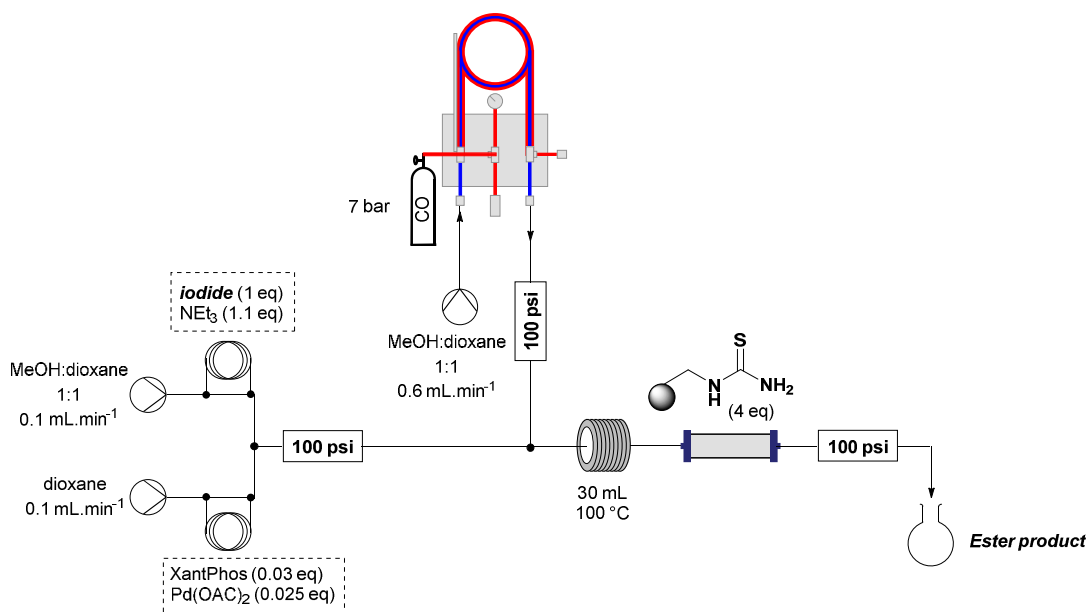 CO
7 bar
iodide (1 eq)
NEt₃ (1.1 eq)
MeOH:dioxane
1:1
0.1 mL.min⁻¹
MeOH:dioxane
1:1
0.6 mL.min⁻¹
100 psi
S
N
H
NH₂
(4 eq)
100 psi
100 psi
dioxane
0.1 mL.min⁻¹
30 mL
100 °C
XantPhos (0.03 eq)
Pd(OAC)₂ (0.025 eq)
Ester product